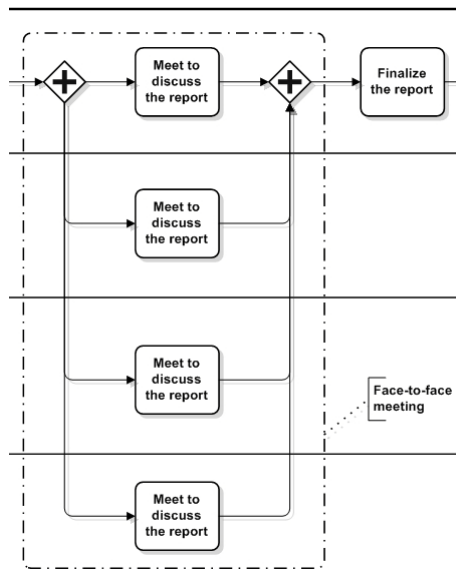 Meet to
discuss
the report
Finalize
the report
Meet to
discuss
the report
Meet to
discuss
the report
Face-to-face
meeting
Meet to
discuss
the report